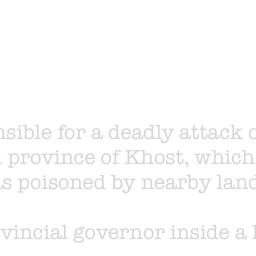 nsible for a deadly attack
province of Khost, which
s poisoned by nearby land
vincial governor inside a